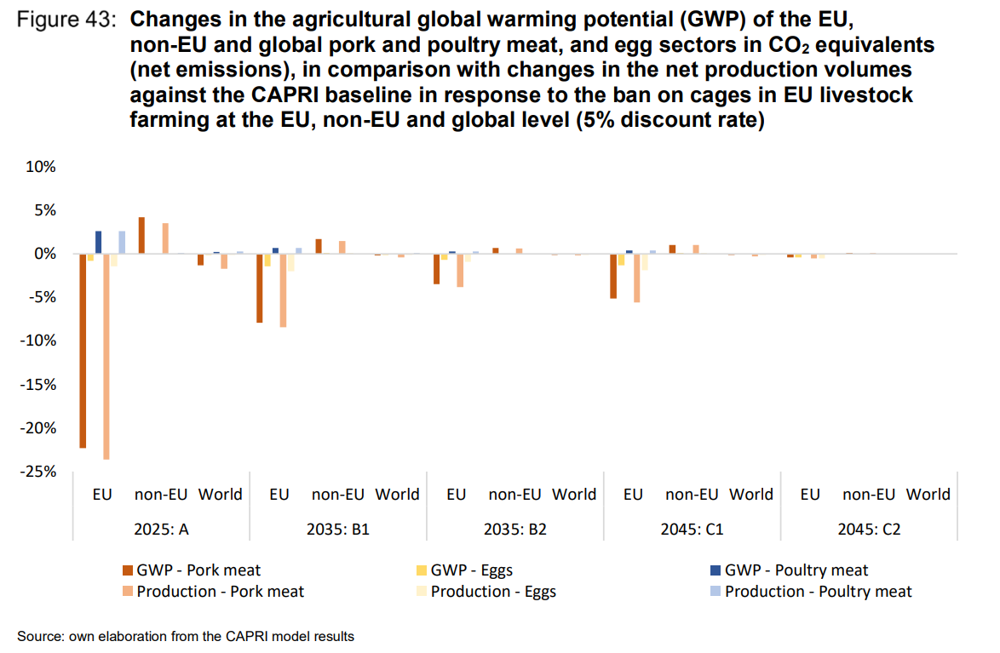 Figure 43: Changes in the agricultural global warming potential (GWP) of the EU,
non-EU and global pork and poultry meat, and egg sectors in CO₂ equivalents
(net emissions), in comparison with changes in the net production volumes
against the CAPRI baseline in response to the ban on cages in EU livestock
farming at the EU, non-EU and global level (5% discount rate)
10%
5%
0%
-5%
-10%
-15%
-20%
-25%
EU non-EU World EU non-EU World EU non-EU World EU non-EU World EU non-EU World
2025: A 2035: B1 2035: B2 2045: C1 2045: C2
GWP - Pork meat GWP - Eggs GWP - Poultry meat
Production - Pork meat Production - Eggs Production - Poultry meat
Source: own elaboration from the CAPRI model results